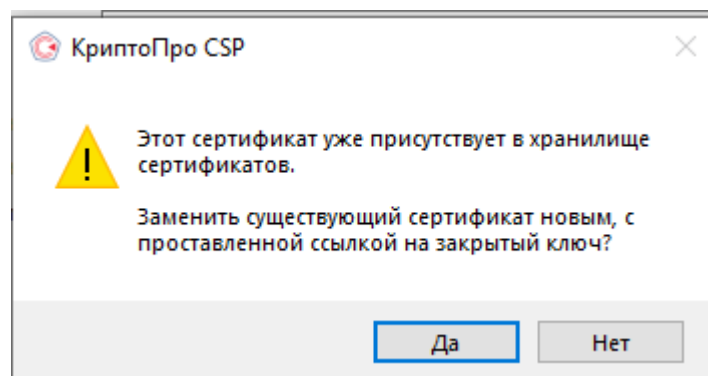 КриптоПро CSP
Этот сертификат уже присутствует в хранилище
сертификатов.
Заменить существующий сертификат новым, с
проставленной ссылкой на закрытый ключ?
Да
Нет